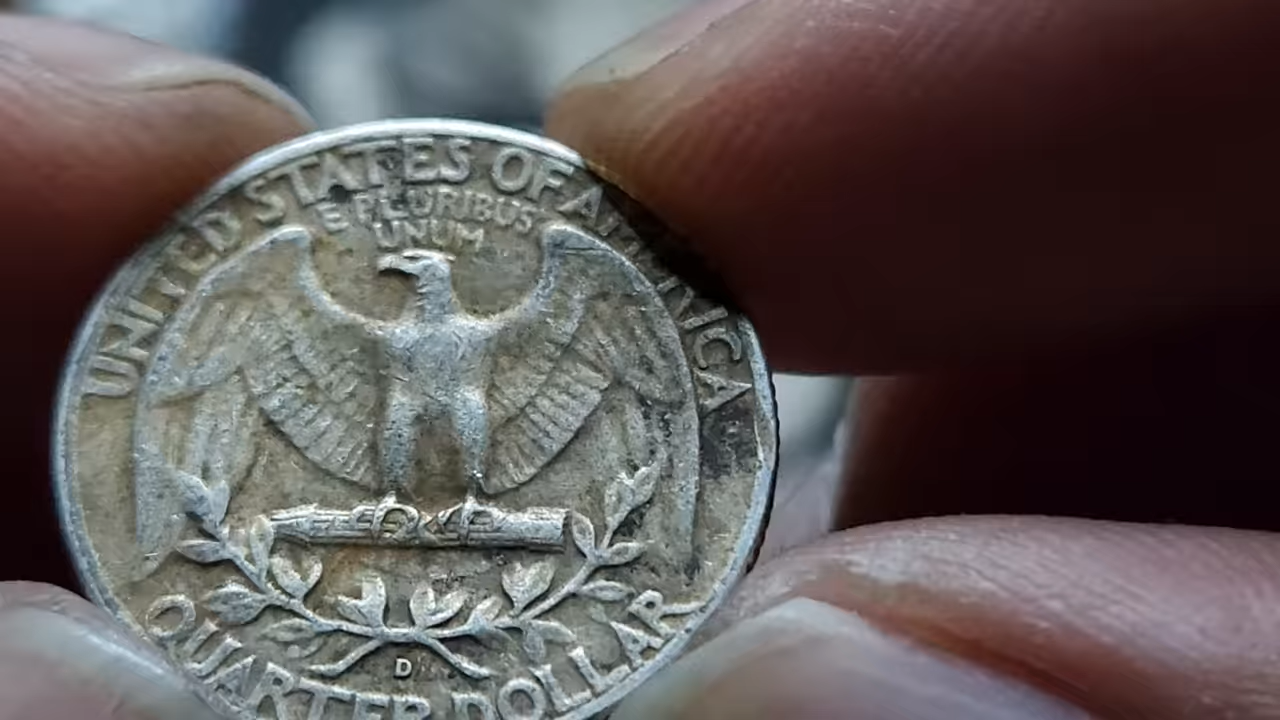 UNITED STATES OF AMERICA
E PLURIBUS
UNUM
D
QUARTER DOLLAR